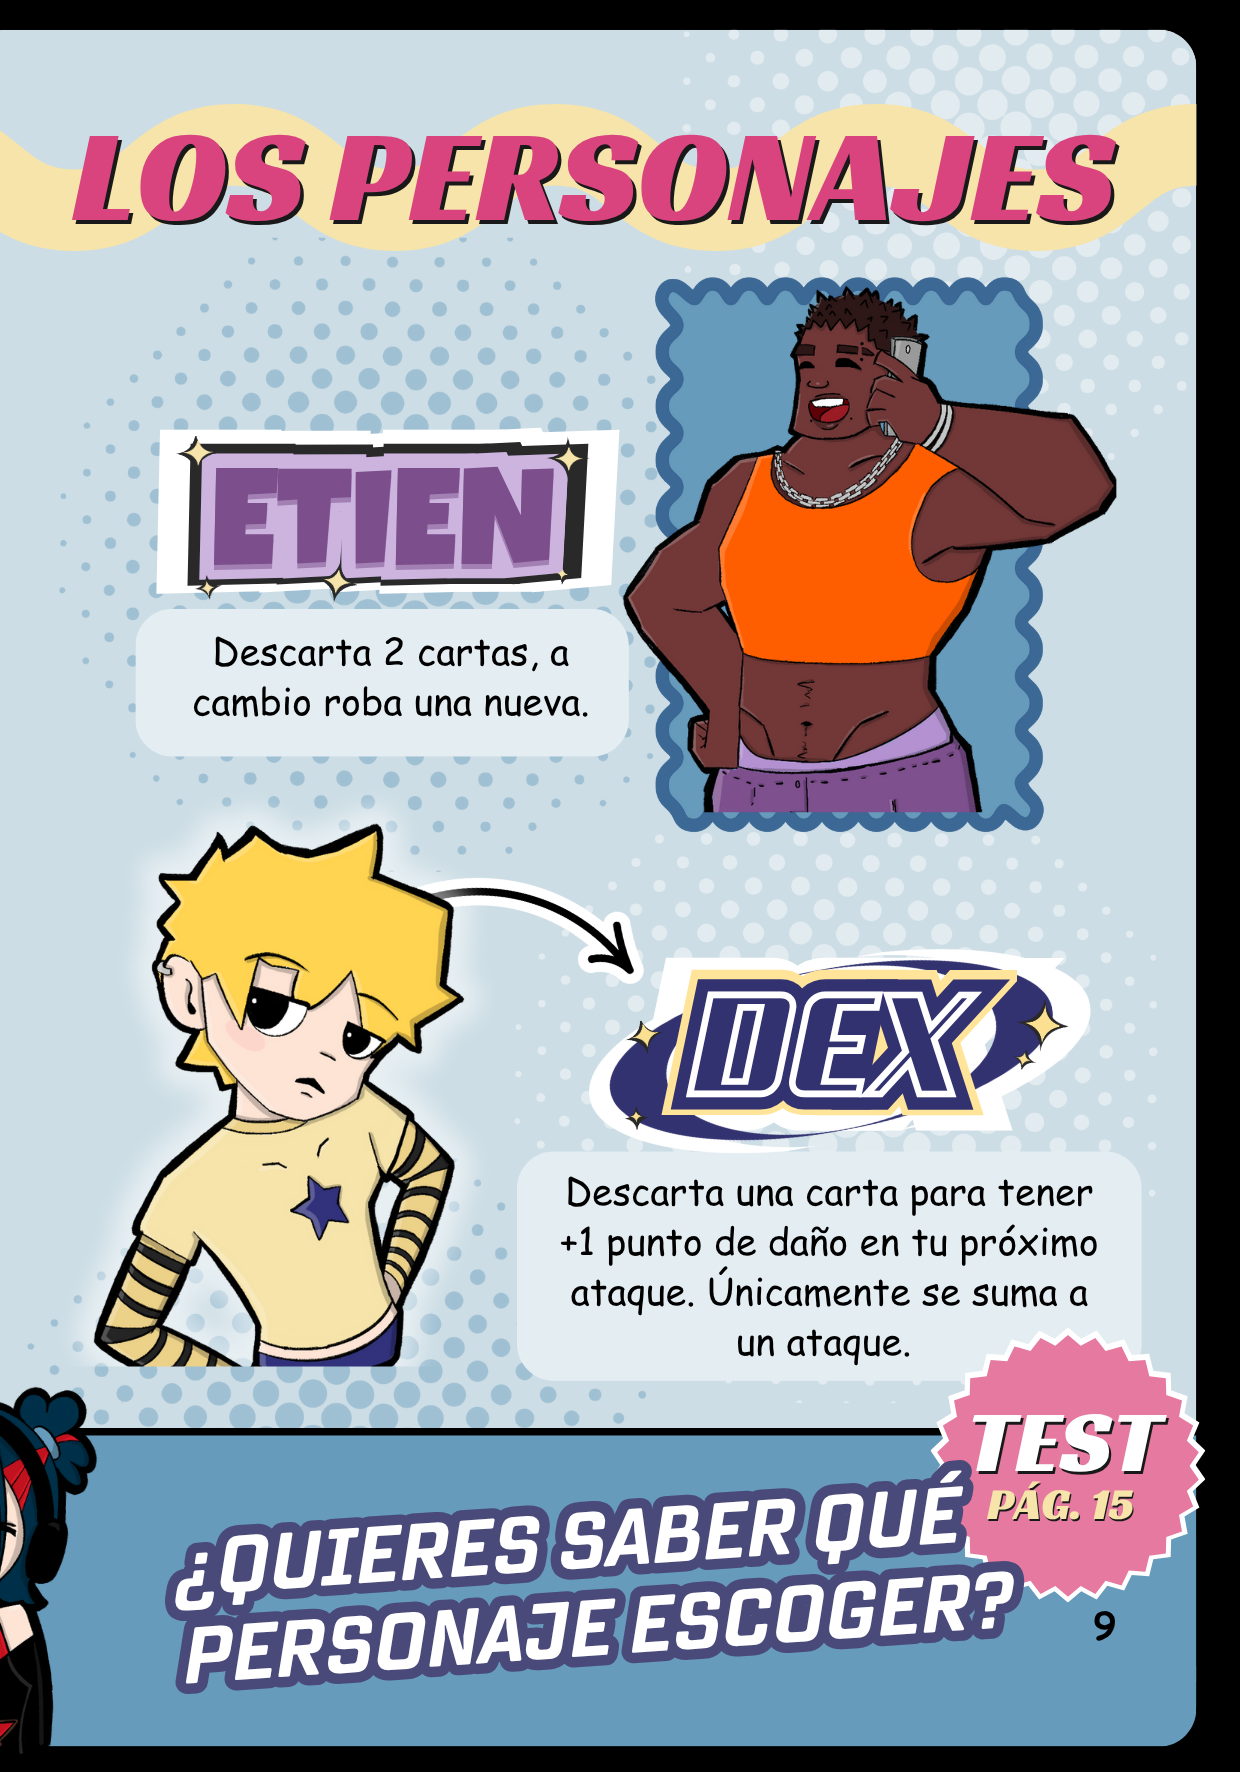 LOS PERSONAJES
ETIEN
Descarta 2 cartas, a
cambio roba una nueva.
DEX
Descarta una carta para tener
+1 punto de daño en tu próximo
ataque. Únicamente se suma a
un ataque.
TEST
PÁG. 15
¿QUIERES SABER QUÉ
PERSONAJE ESCOGER?
9